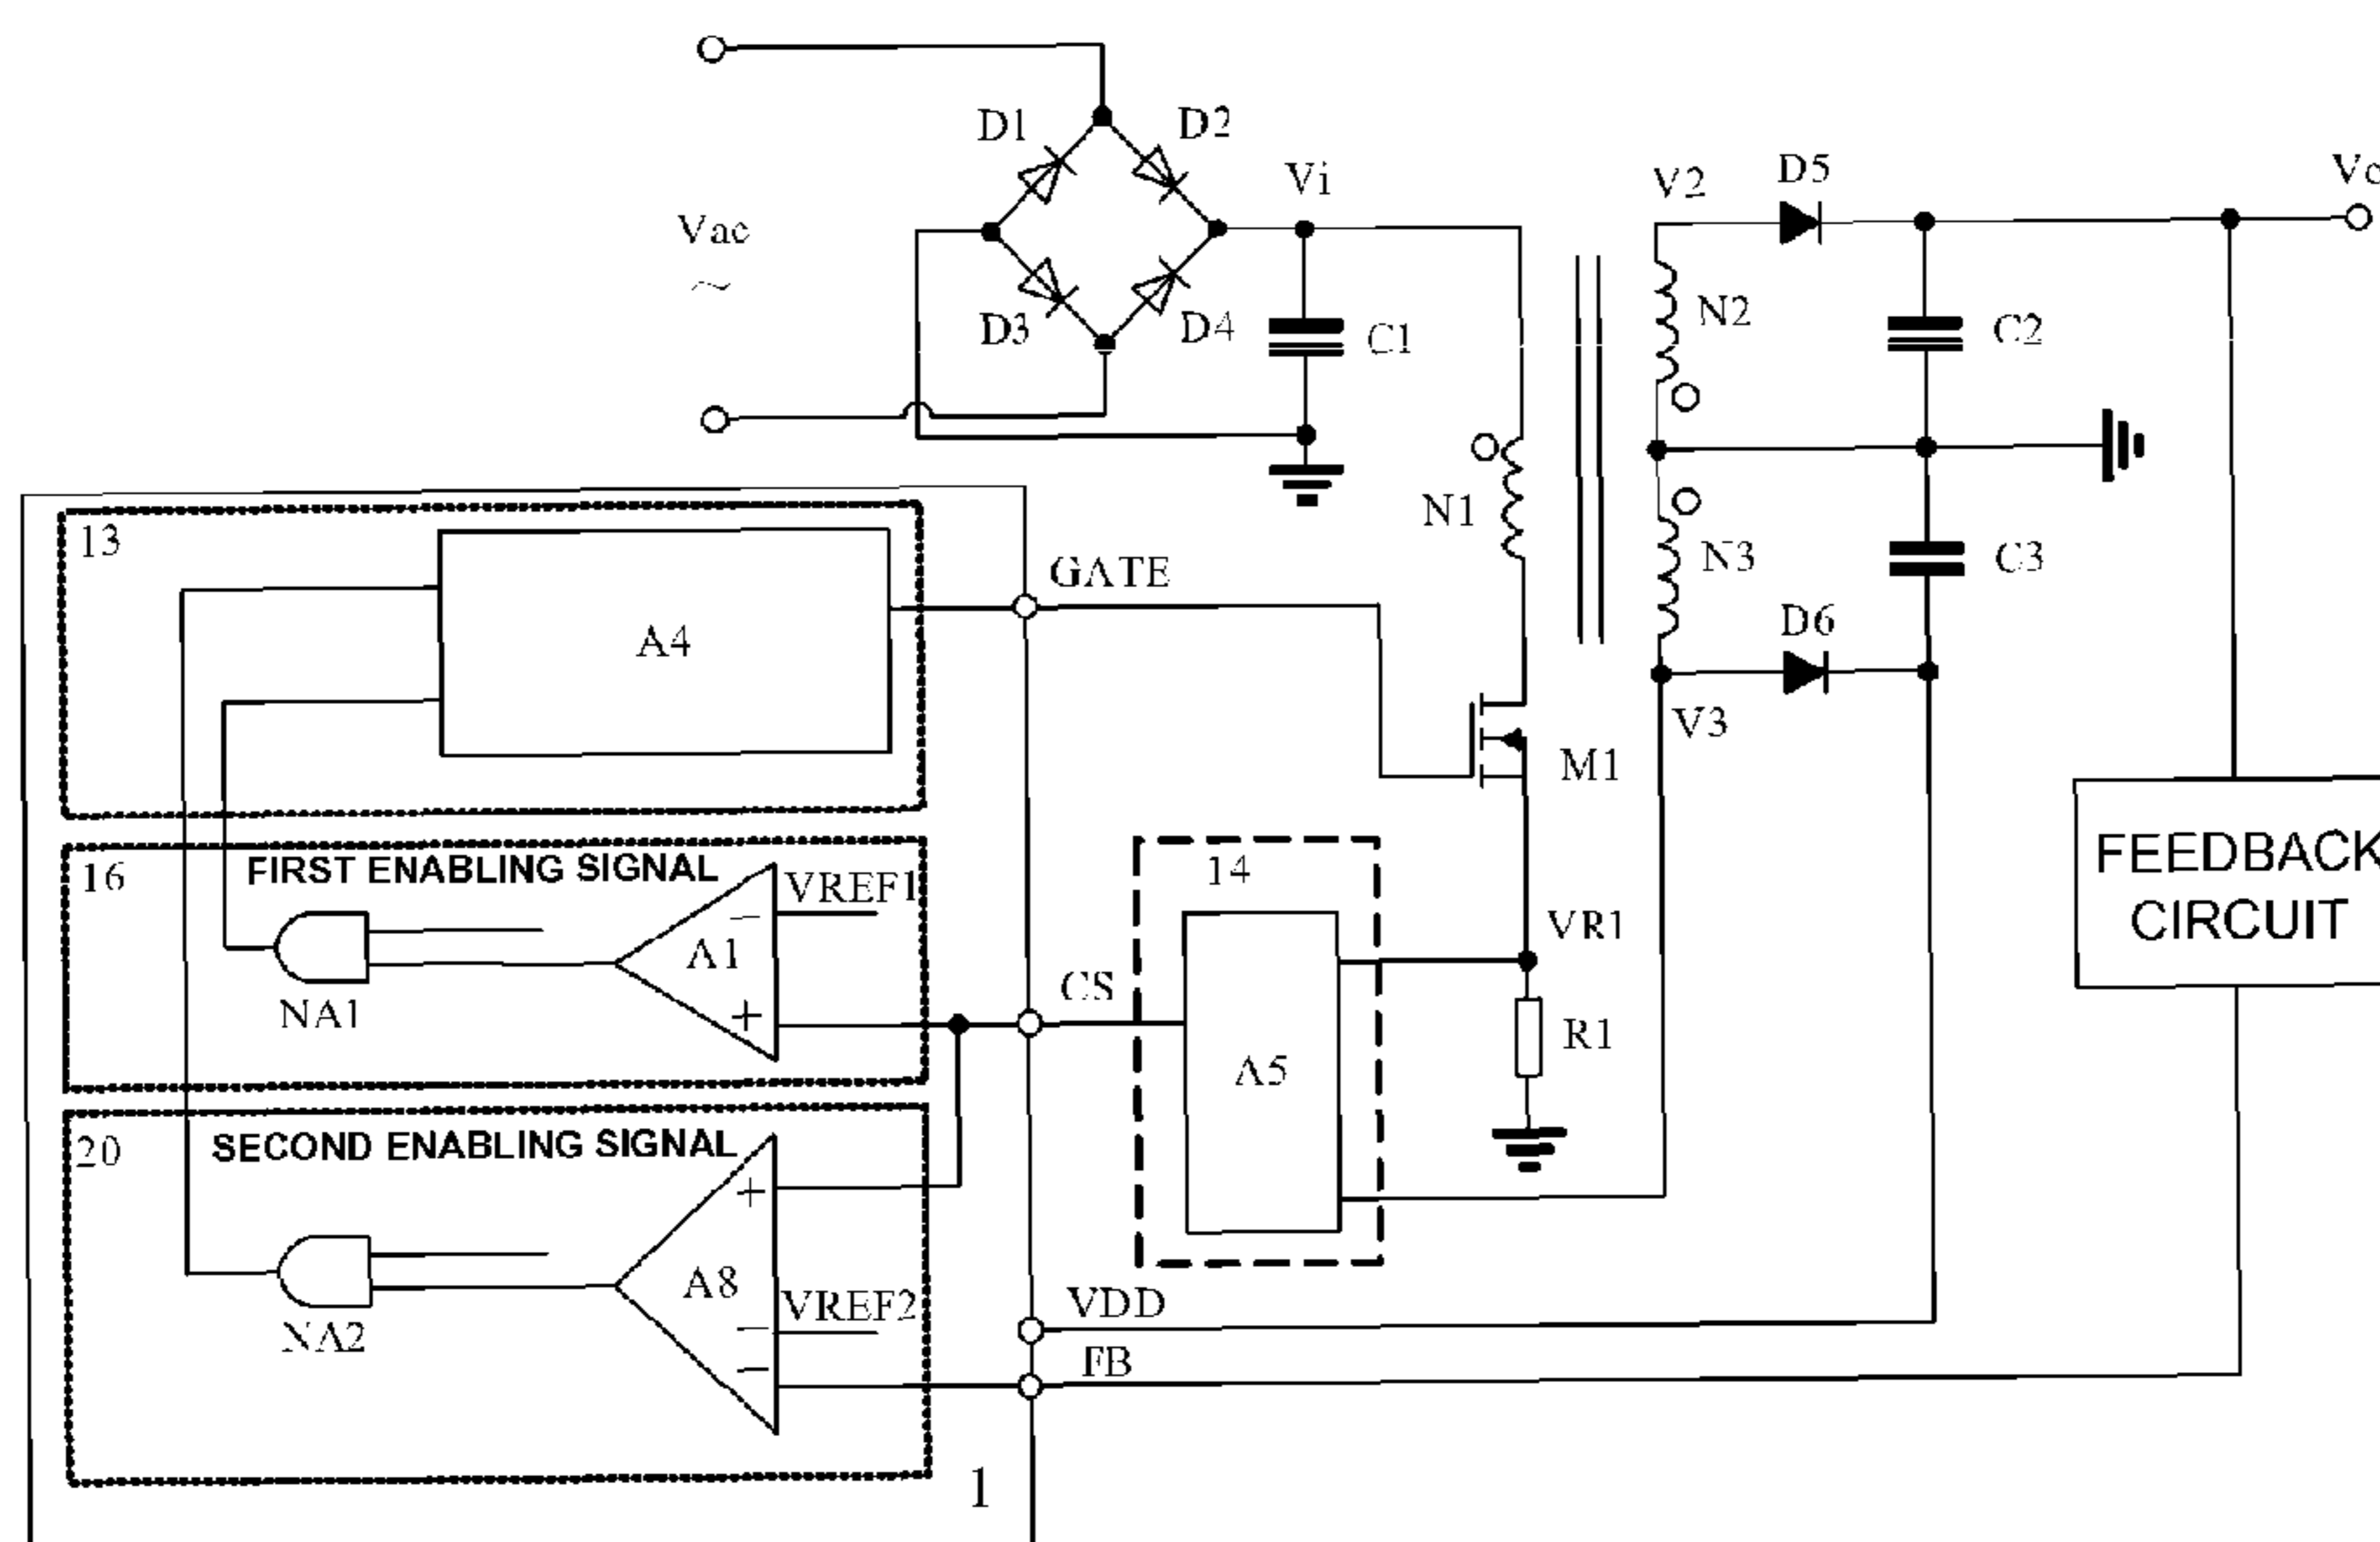 D1
D2
Vi
V2
D5
Vac
~
N2
C2
D3
D4
C1
N1
13
GATE
N3
C3
A4
D6
V3
M1
16
FIRST ENABLING SIGNAL
VREF1
14
FEEDBACK
CIRCUIT
A1
VR1
CS
NA1
R1
A5
20
SECOND ENABLING SIGNAL
A8
VREF2
VDD
NA2
FB
1